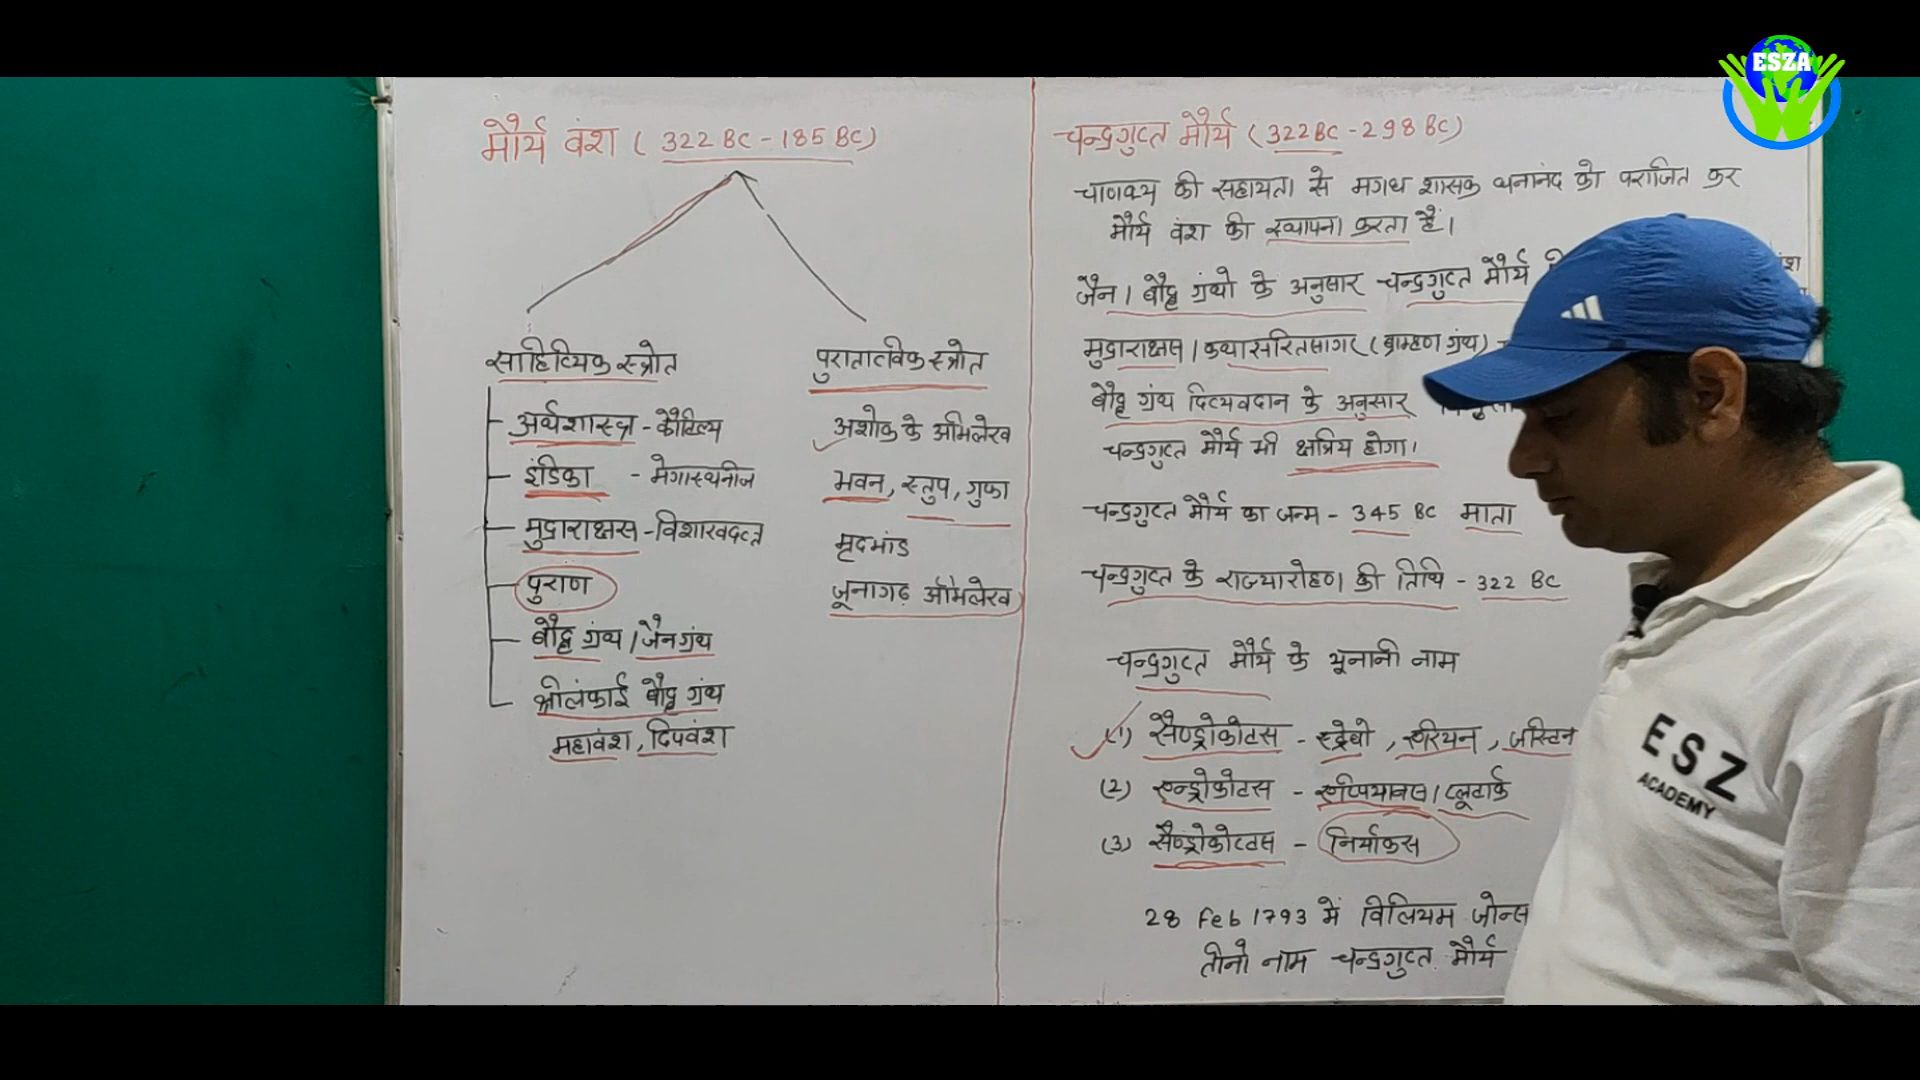 ESZA
मौर्य वंश ( 322 BC - 185 BC)
साहित्यिक स्त्रोत
अर्थशास्त्र - कौटिल्य
इंडिका - मेगास्थनीज
मुद्राराक्षस - विशाखदत्त
पुराण
बौद्ध ग्रंथ / जैन ग्रंथ
श्रीलंकाई बौद्ध ग्रंथ
महावंश, दिपवंश
पुरातात्विक स्त्रोत
अशोक के अभिलेख
भवन, स्तुप, गुफा
मृदभांड
जूनागढ़ अभिलेख
चन्द्रगुप्त मौर्य ( 322BC - 298 BC)
चाणक्य की सहायता से मगध शासक धनानंद को पराजित कर
मौर्य वंश की स्थापना करता है।
जैन / बौद्ध ग्रंथो के अनुसार चन्द्रगुप्त मौर्य
मुद्राराक्षस / कथासरितसागर (ब्राम्हण ग्रंथ)
बौद्ध ग्रंथ दिव्यवदान के अनुसार
चन्द्रगुप्त मौर्य भी क्षत्रिय होगा।
चन्द्रगुप्त मौर्य का जन्म - 345 BC माता
चन्द्रगुप्त के राज्यारोहण की तिथि - 322 BC
चन्द्रगुप्त मौर्य के यूनानी नाम
(1) सैण्ड्रोकोटस - स्ट्रेबो, एरियन, जस्टिन
(2) एन्ड्रोकोटस - एप्पियानस / प्लूटार्क
(3) सैण्ड्रोकोप्टस - निर्याकस
28 Feb 1793 में विलियम जोन्स
तीनो नाम चन्द्रगुप्त मौर्य
ESZ
ACADEMY